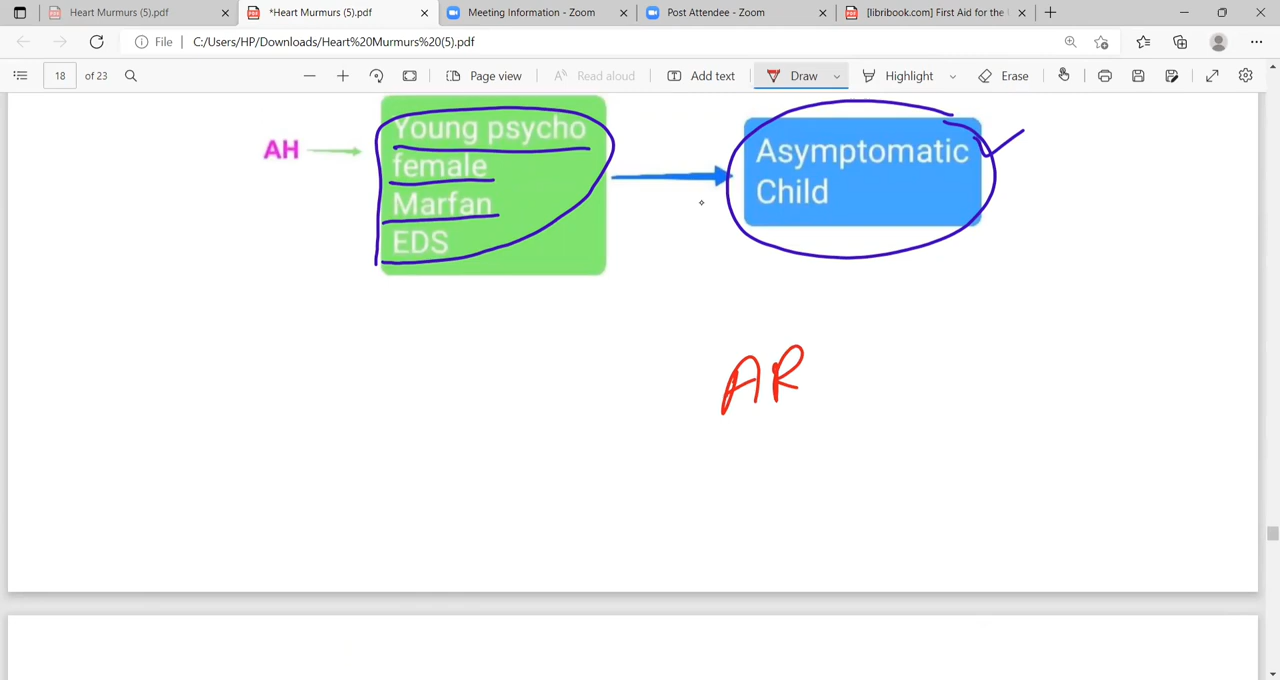 Heart Murmurs (5).pdf
*Heart Murmurs (5).pdf
Meeting Information - Zoom
Post Attendee - Zoom
[libribook.com] First Aid for the
File
C:/Users/HP/Downloads/Heart%20Murmurs%20(5).pdf
18 of 23
Page view
Read aloud
Add text
Draw
Highlight
Erase
AH
Young psycho
female
Marfan
EDS
Asymptomatic
Child
AR